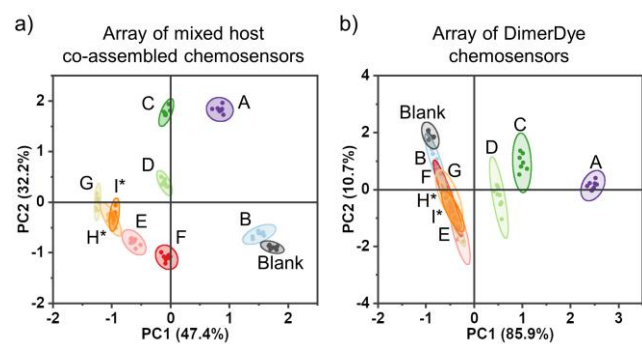 a)
Array of mixed host
co-assembled chemosensors
PC2 (32.2%)
2
1
0
-1
-2
C
A
D
G
I*
H*
E
F
B
Blank
-2
-1
0
1
2
PC1 (47.4%)
b)
Array of DimerDye
chemosensors
PC2 (10.7%)
4
2
0
-2
-4
Blank
B
F
G
H*
I*
E
D
C
A
-2
-1
0
1
2
3
PC1 (85.9%)